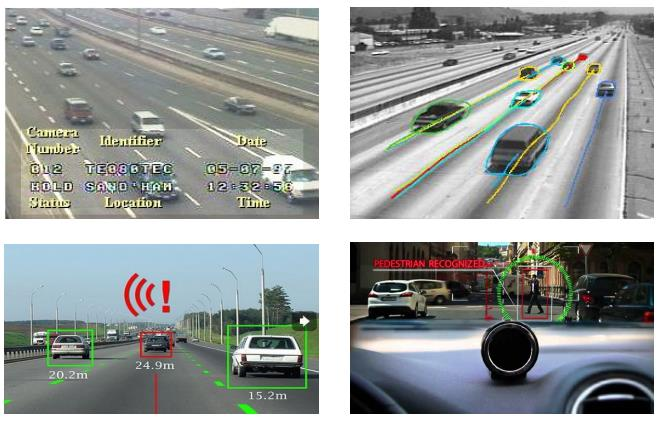 Camera
Number
Identifier
Date
012 TE080TEC 05-07-97
HOLD SAND'HAM 12:32:56
Status Location Time
!
20.2m
24.9m
15.2m
PEDESTRIAN RECOGNIZED